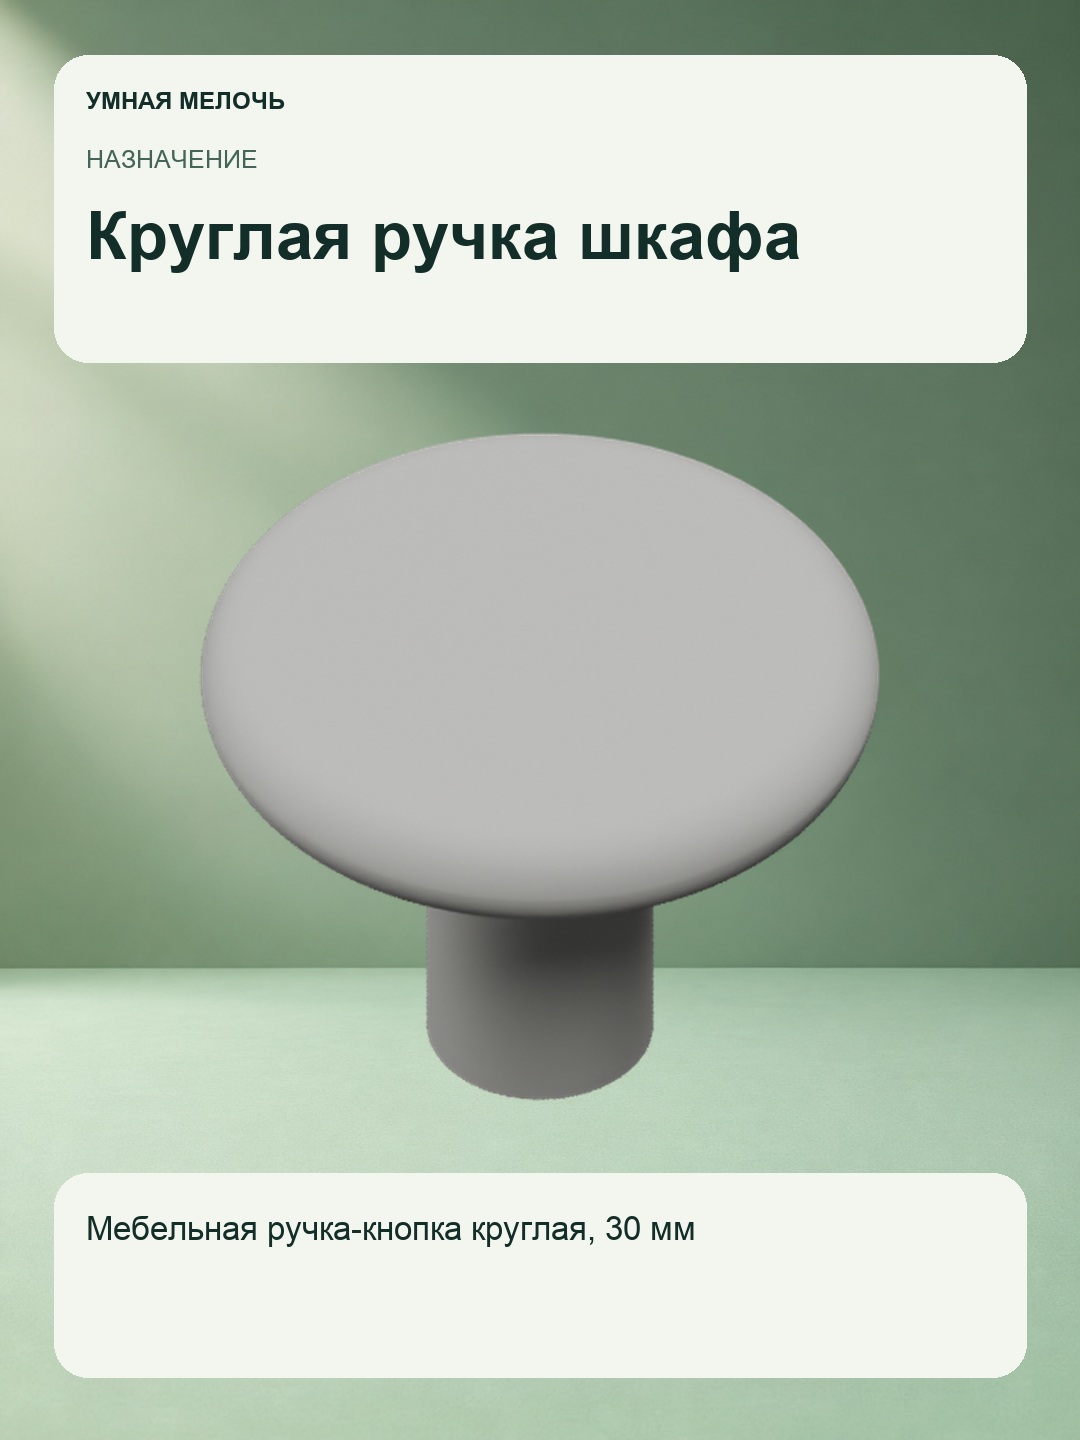 УМНАЯ МЕЛОЧЬ
НАЗНАЧЕНИЕ
Круглая ручка шкафа
Мебельная ручка-кнопка круглая, 30 мм